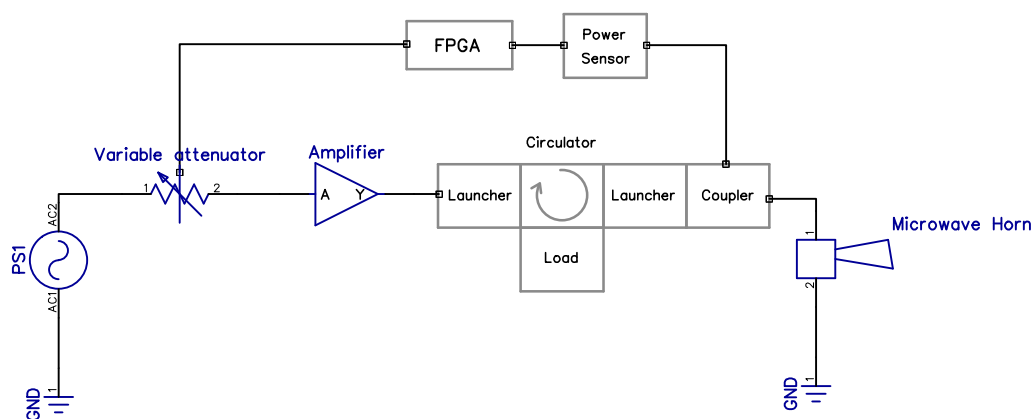 FPGA
Power
Sensor
Circulator
Variable attenuator
Amplifier
1
2
A
Y
Launcher
Launcher
Coupler
Load
AC2
PS1
AC1
1
GND
Microwave Horn
1
2
1
GND